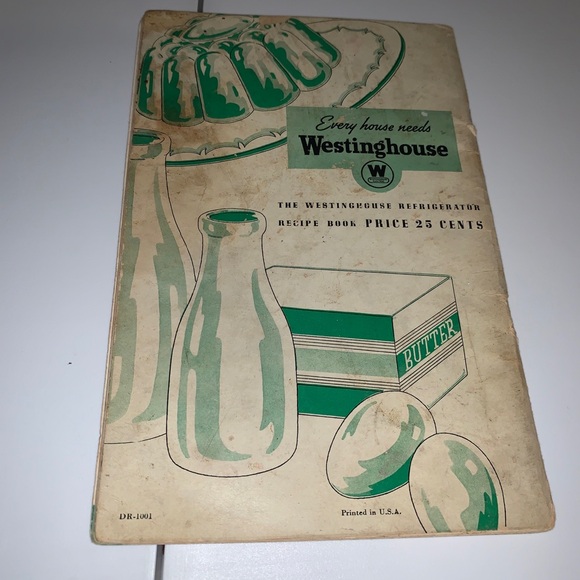 Every house needs
Westinghouse
W
THE WESTINGHOUSE REFRIGERATOR
RECIPE BOOK PRICE 25 CENTS
BUTTER
DR-1001
Printed in U.S.A.